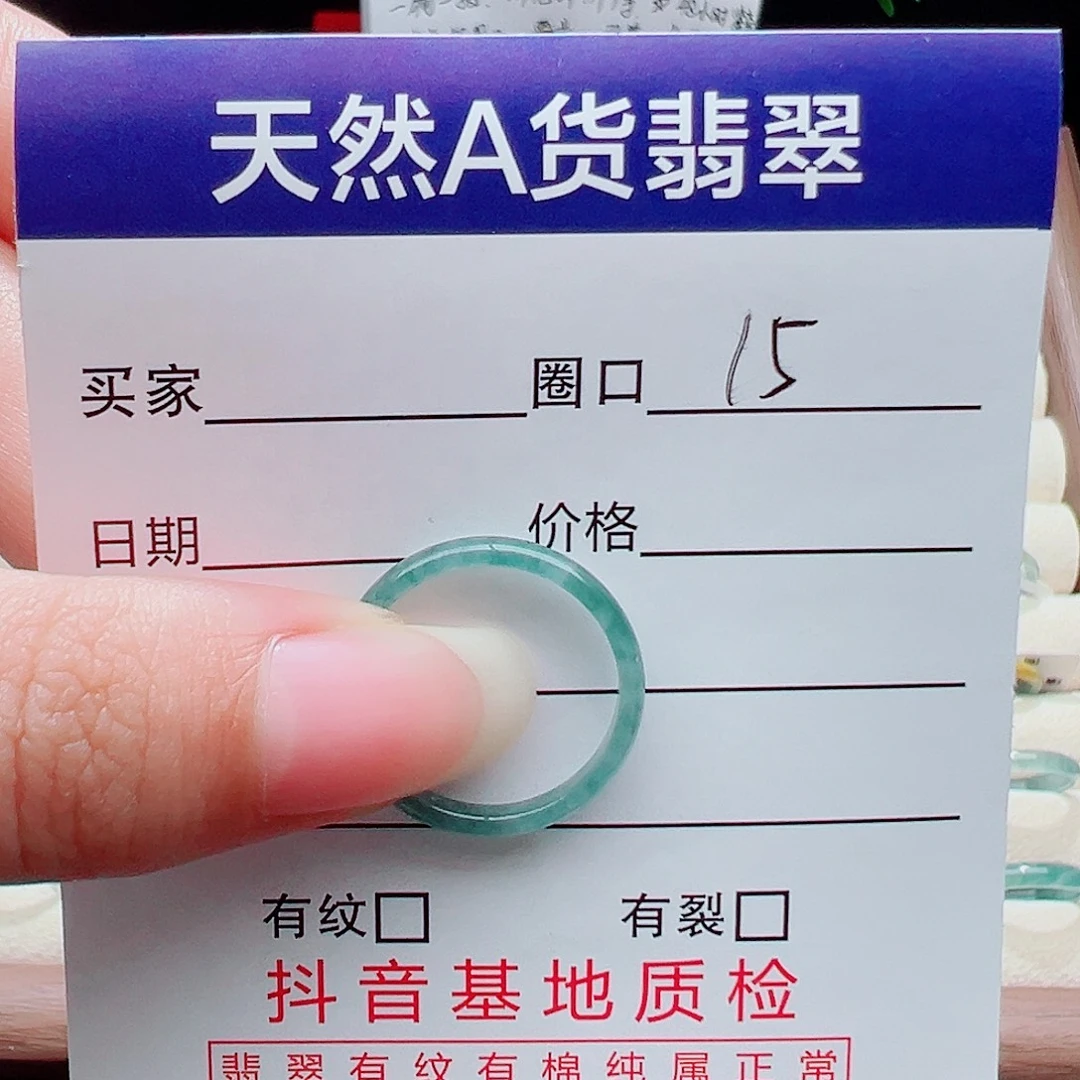 天然A货翡翠
买家 圈口 15
日期 价格
有纹□ 有裂□
抖音基地质检
翡翠有纹有棉纯属正常